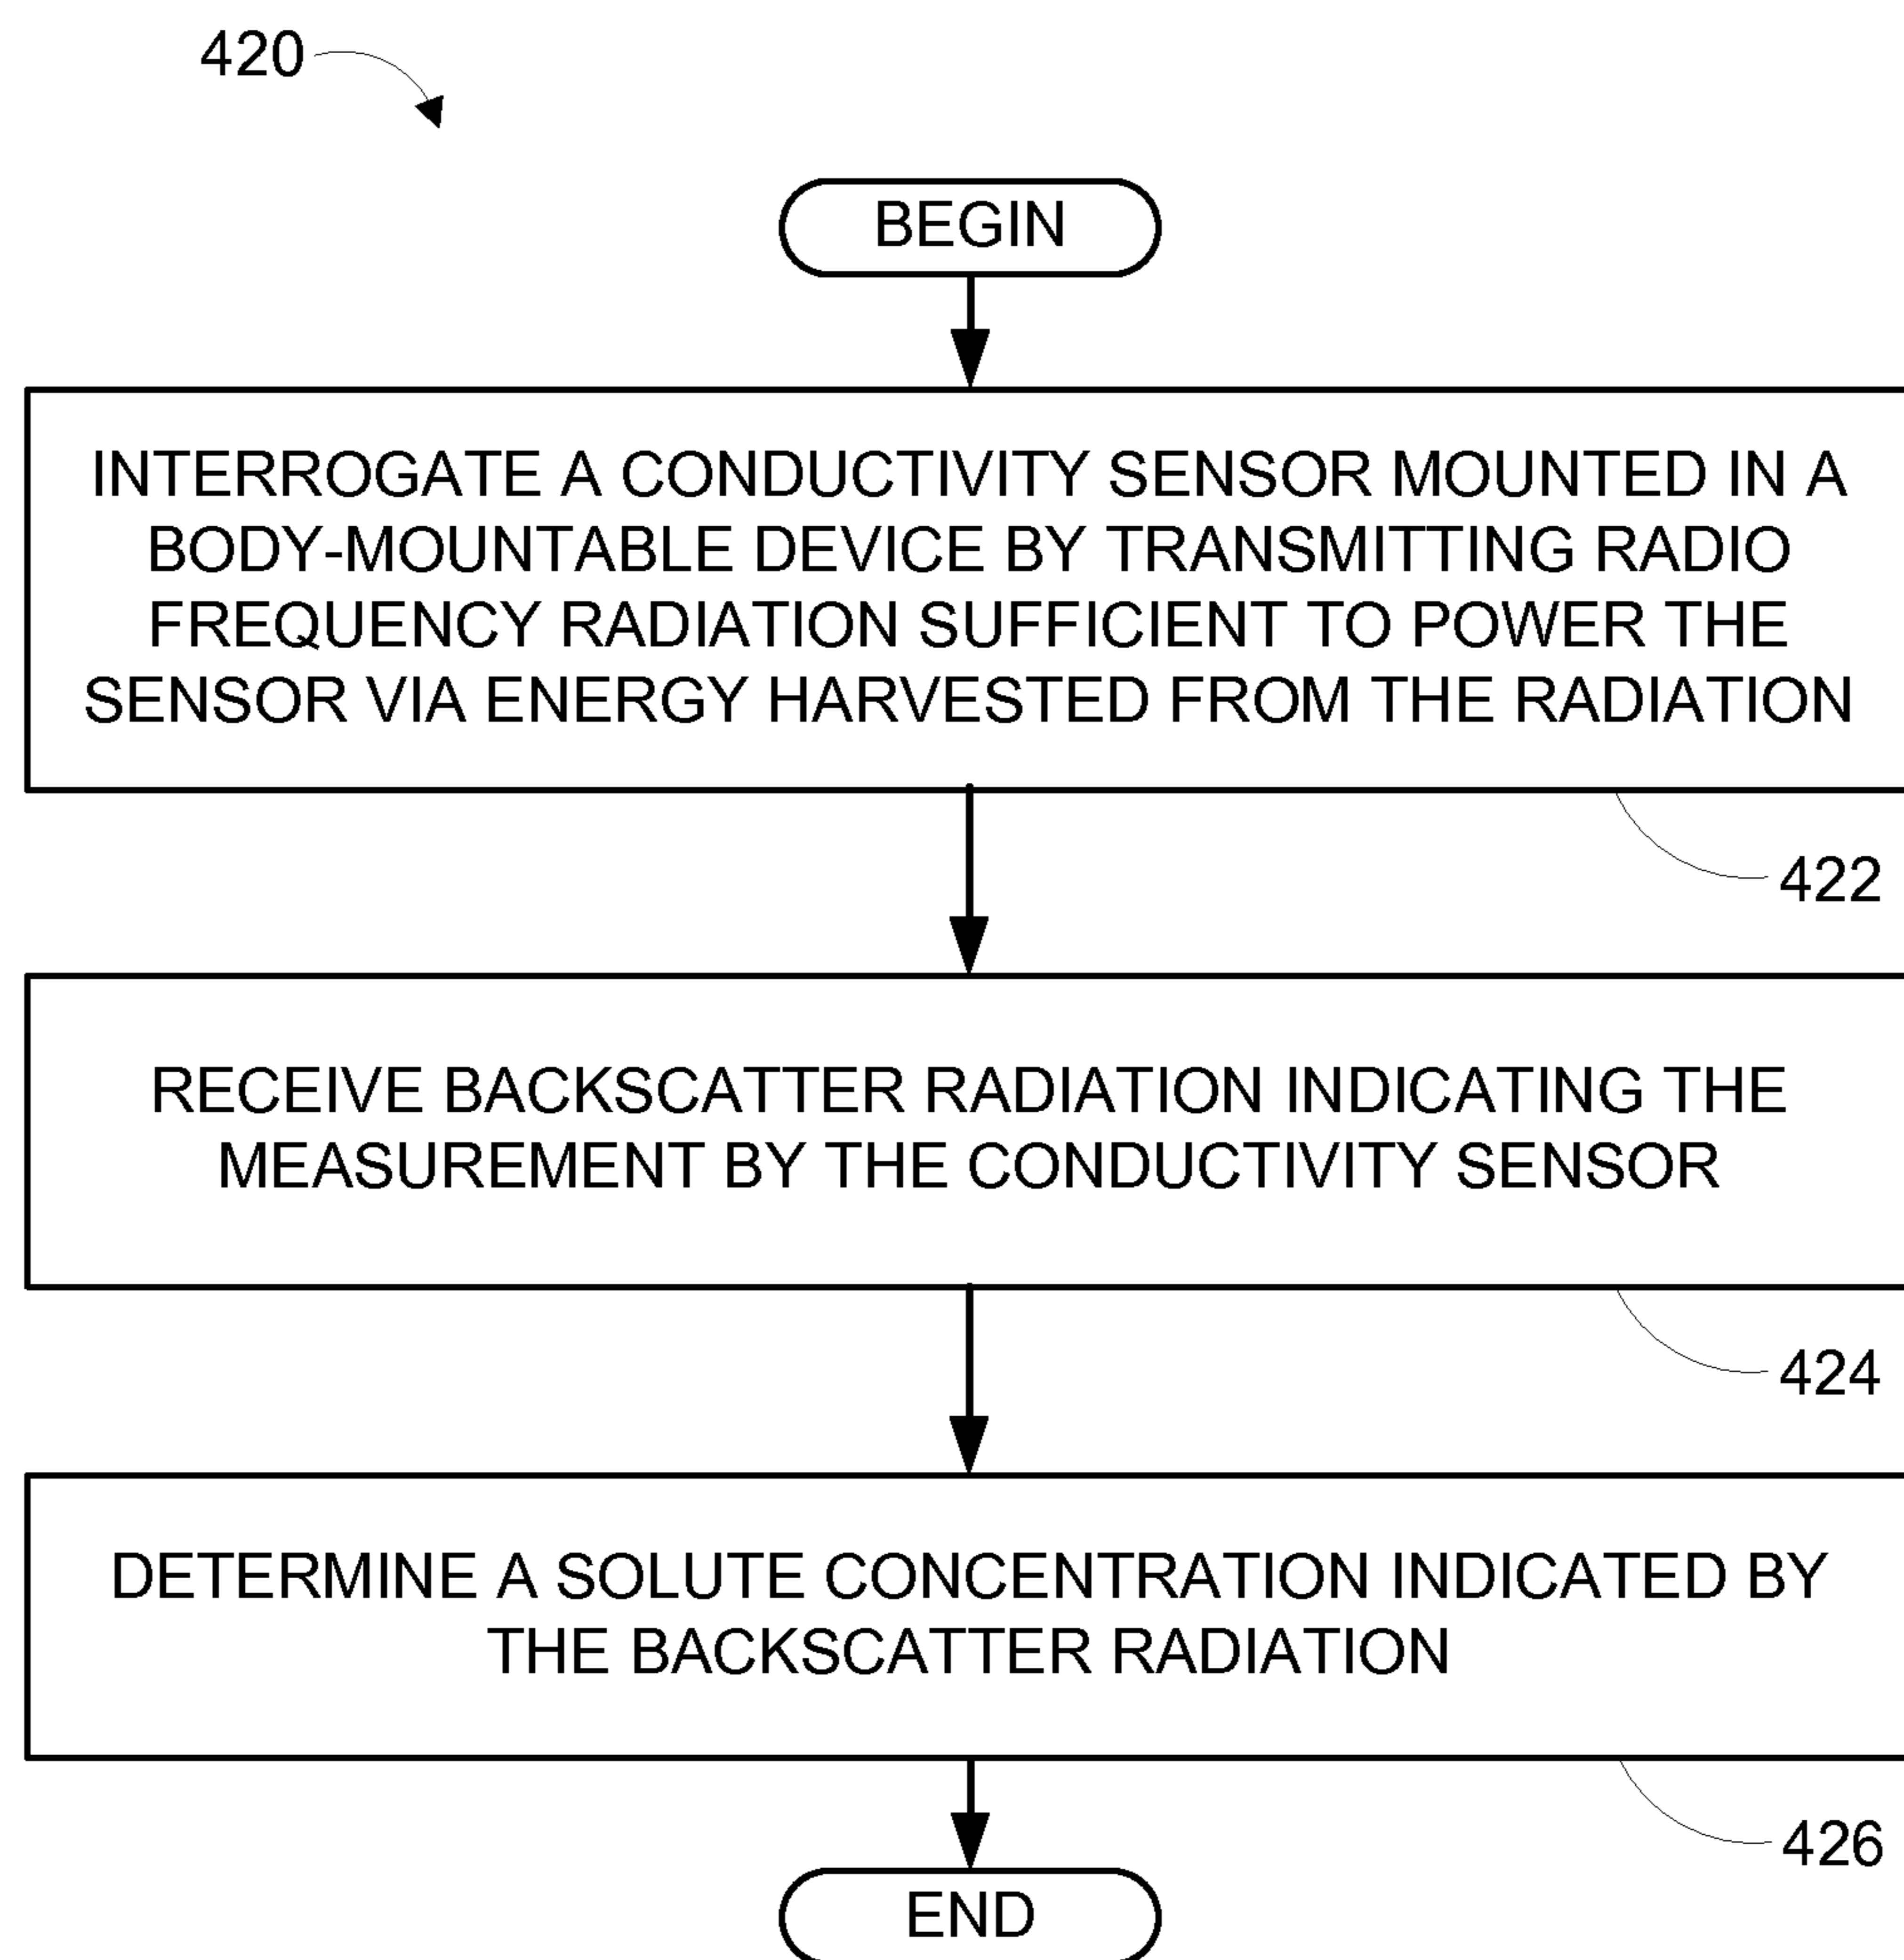 420
BEGIN
INTERROGATE A CONDUCTIVITY SENSOR MOUNTED IN A
BODY-MOUNTABLE DEVICE BY TRANSMITTING RADIO
FREQUENCY RADIATION SUFFICIENT TO POWER THE
SENSOR VIA ENERGY HARVESTED FROM THE RADIATION
422
RECEIVE BACKSCATTER RADIATION INDICATING THE
MEASUREMENT BY THE CONDUCTIVITY SENSOR
424
DETERMINE A SOLUTE CONCENTRATION INDICATED BY
THE BACKSCATTER RADIATION
426
END